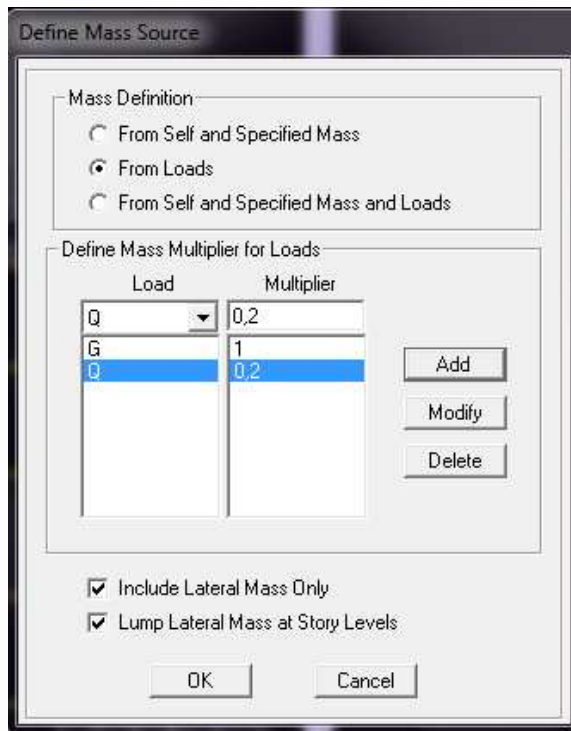 Define Mass Source
Mass Definition
From Self and Specified Mass
From Loads
From Self and Specified Mass and Loads
Define Mass Multiplier for Loads
Load Multiplier
Q 0,2
G 1
Q 0,2
Add
Modify
Delete
Include Lateral Mass Only
Lump Lateral Mass at Story Levels
OK Cancel